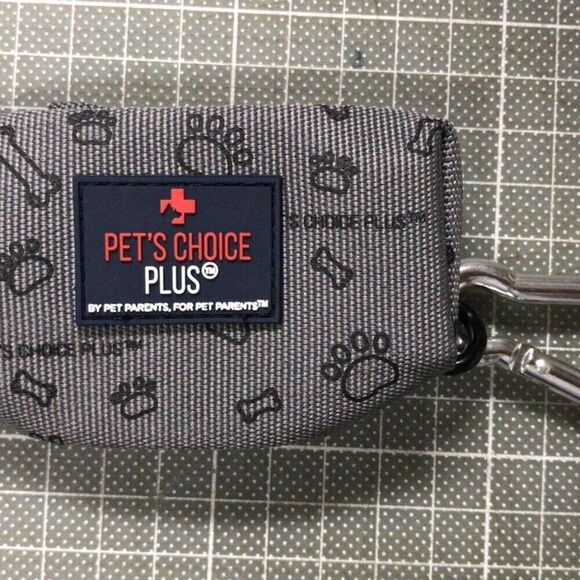 PET'S CHOICE
PLUS™
BY PET PARENTS, FOR PET PARENTS™
'S CHOICE PLUS™
'S CHOICE PLUS™